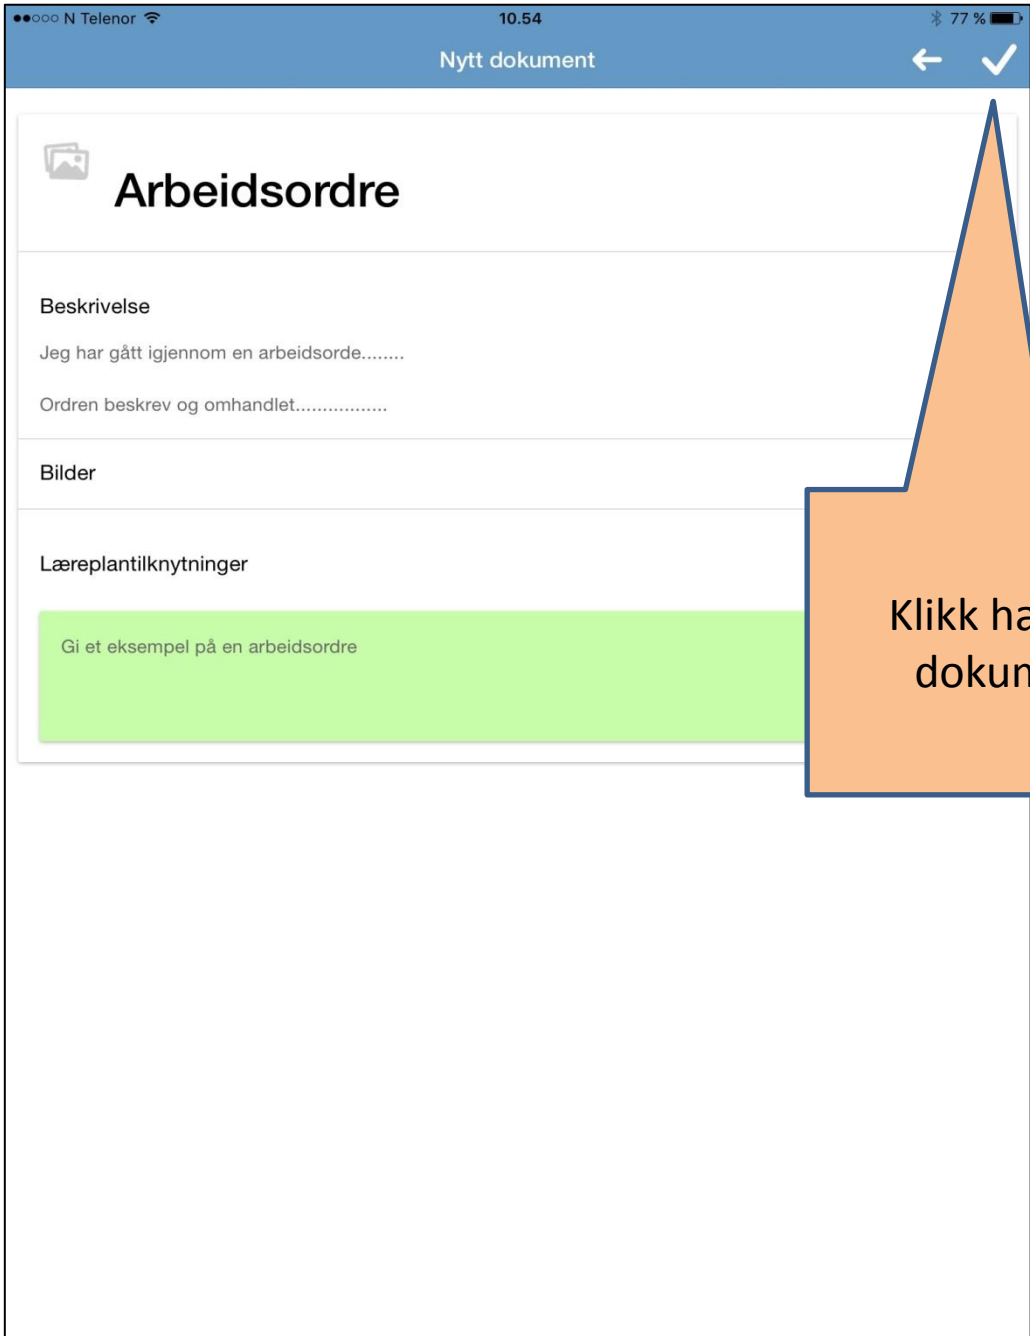 N Telenor 10.54 77 %
Nytt dokument
Arbeidsordre
Beskrivelse
Jeg har gått igjennom en arbeidsorde........
Ordren beskrev og omhandlet.................
Bilder
Læreplantilknytninger
Gi et eksempel på en arbeidsordre
Klikk